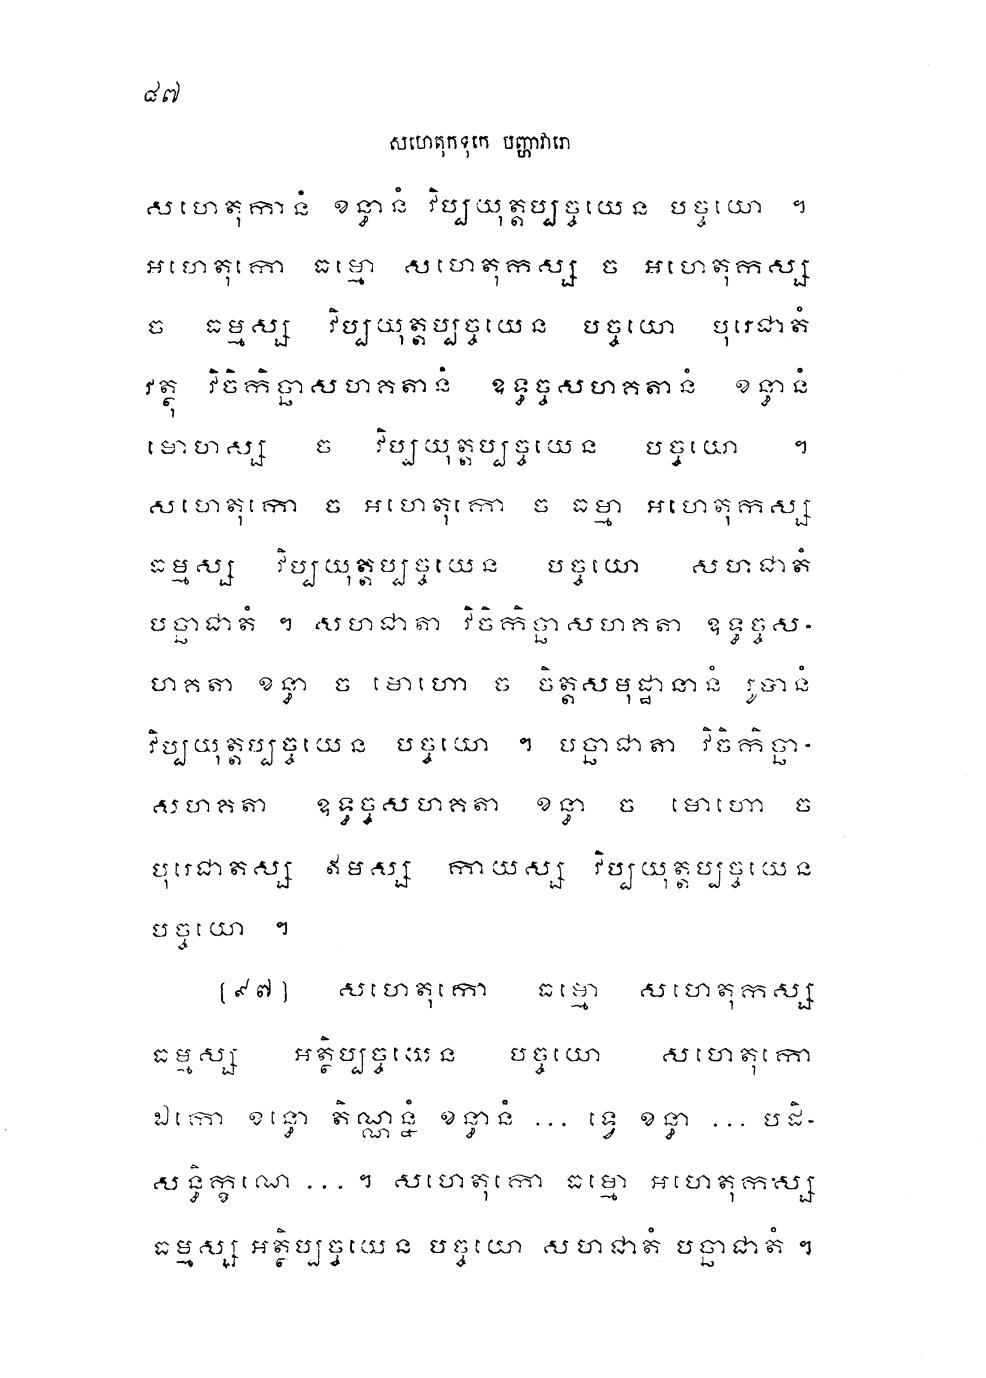 ៨៧
សហេតុកទុកេ បញ្ហាវារោ
សហេតុកានំ ខន្ធានំ វិប្បយុត្តប្បច្ចយេន បច្ចយោ ។
អហេតុកោ ធម្មោ សហេតុកស្ស ច អហេតុកស្ស
ច ធម្មស្ស វិប្បយុត្តប្បច្ចយេន បច្ចយោ បុរេជាតំ
វត្ថុ វិចិកិច្ឆាសហគតានំ ឧទ្ធច្ចសហគតានំ ខន្ធានំ
មោហស្ស ច វិប្បយុត្តប្បច្ចយេន បច្ចយោ ។
សហេតុកោ ច អហេតុកោ ច ធម្មា អហេតុកស្ស
ធម្មស្ស វិប្បយុត្តប្បច្ចយេន បច្ចយោ សហជាតំ
បច្ឆាជាតំ ។ សហជាតា វិចិកិច្ឆាសហគតា ឧទ្ធច្ចស-
ហគតា ខន្ធា ច មោហោ ច ចិត្តសមុដ្ឋានានំ រូបានំ
វិប្បយុត្តប្បច្ចយេន បច្ចយោ ។ បច្ឆាជាតា វិចិកិច្ឆា-
សហគតា ឧទ្ធច្ចសហគតា ខន្ធា ច មោហោ ច
បុរេជាតស្ស ឥមស្ស កាយស្ស វិប្បយុត្តប្បច្ចយេន
បច្ចយោ ។
[៩៧] សហេតុកោ ធម្មោ សហេតុកស្ស
ធម្មស្ស អត្ថិប្បច្ចយេន បច្ចយោ សហេតុកោ
ឯកោ ខន្ធោ តិណ្ណន្នំ ខន្ធានំ ... ទ្វេ ខន្ធា ... បដិ-
សន្ធិក្ខណេ ... ។ សហេតុកោ ធម្មោ អហេតុកស្ស
ធម្មស្ស អត្ថិប្បច្ចយេន បច្ចយោ សហជាតំ បច្ឆាជាតំ ។